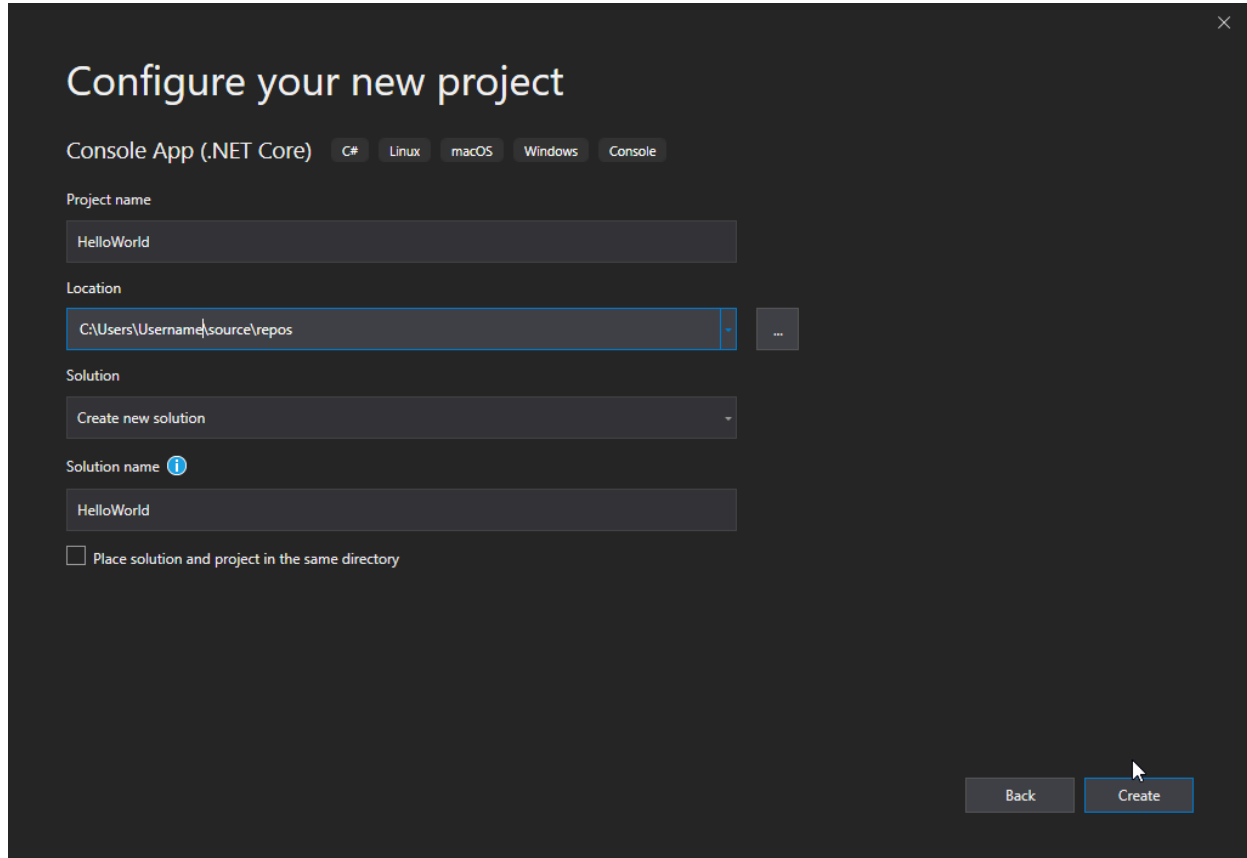 Configure your new project
Console App (.NET Core) C# Linux macOS Windows Console
Project name
HelloWorld
Location
C:\Users\Username\source\repos
...
Solution
Create new solution
Solution name
HelloWorld
Place solution and project in the same directory
Back Create